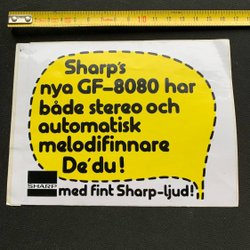 Sharp's
nya GF-8080 har
både stereo och
automatisk
melodifinnare
De'du!
SHARP
med fint Sharp-ljud!